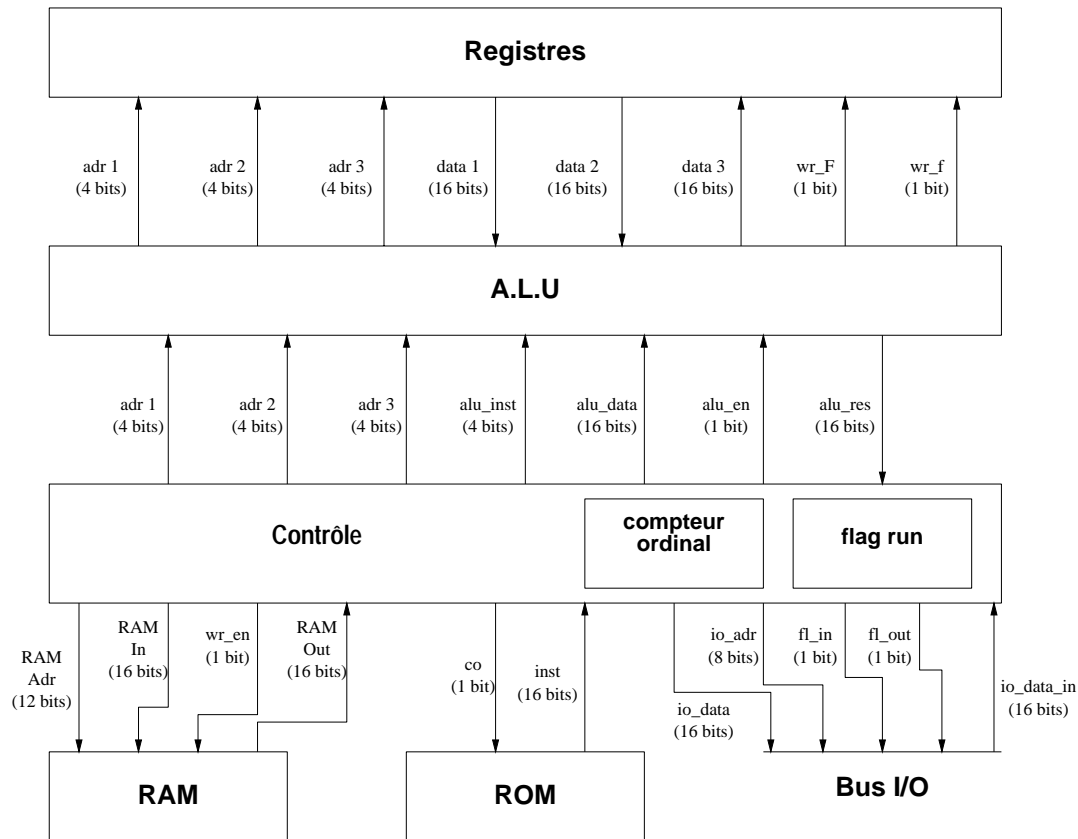 Registres
adr 1
(4 bits)
adr 2
(4 bits)
adr 3
(4 bits)
data 1
(16 bits)
data 2
(16 bits)
data 3
(16 bits)
wr_F
(1 bit)
wr_f
(1 bit)
A.L.U
adr 1
(4 bits)
adr 2
(4 bits)
adr 3
(4 bits)
alu_inst
(4 bits)
alu_data
(16 bits)
alu_en
(1 bit)
alu_res
(16 bits)
Contrôle
compteur
ordinal
flag run
RAM
Adr
(12 bits)
RAM
In
(16 bits)
wr_en
(1 bit)
RAM
Out
(16 bits)
co
(1 bit)
inst
(16 bits)
io_data
(16 bits)
io_adr
(8 bits)
fl_in
(1 bit)
fl_out
(1 bit)
io_data_in
(16 bits)
RAM
ROM
Bus I/O